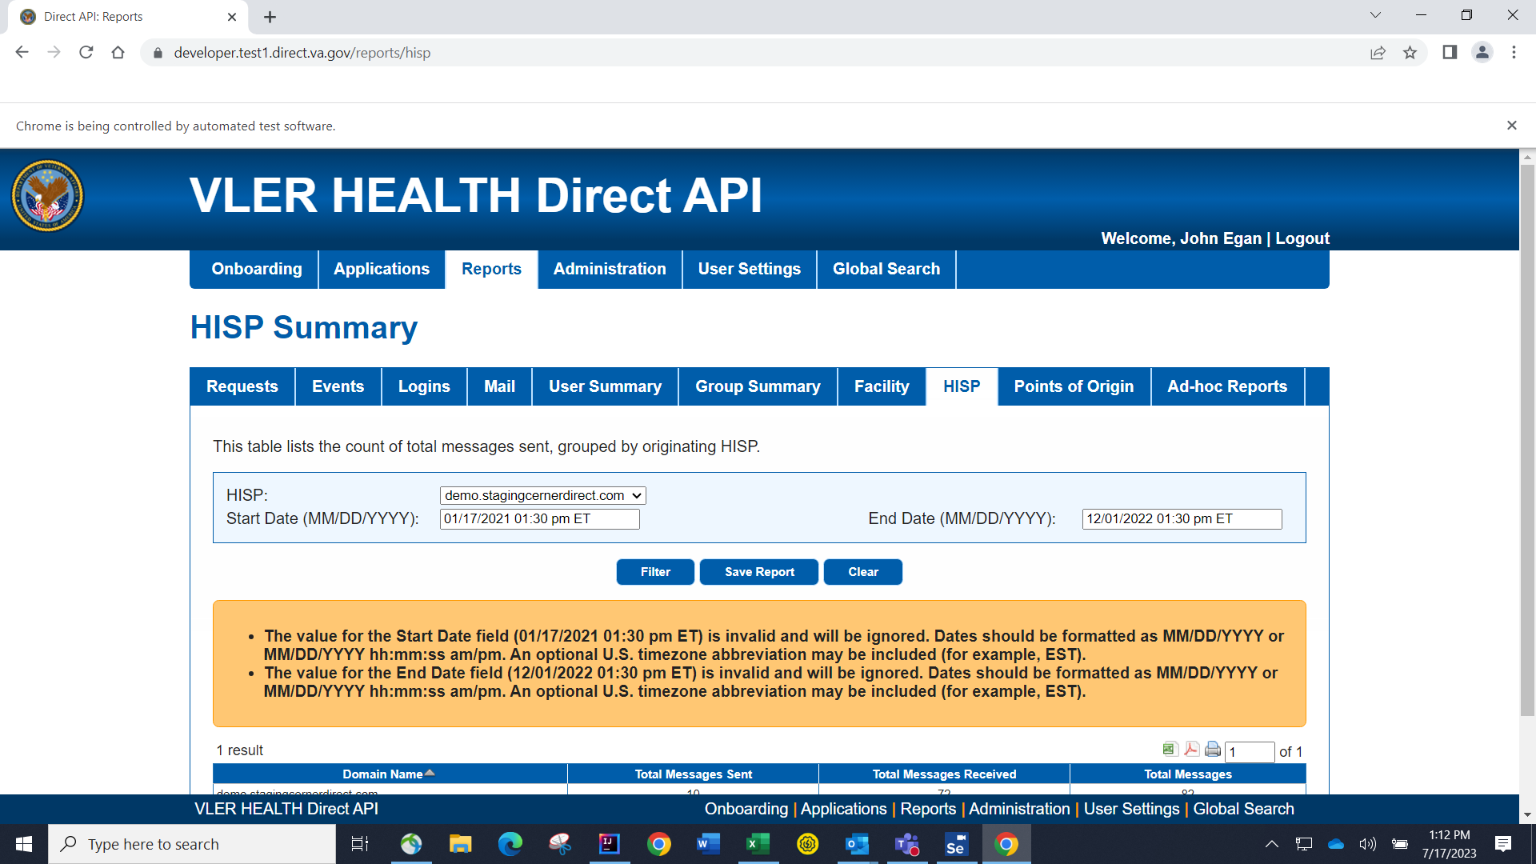 Direct API: Reports
developer.test1.direct.va.gov/reports/hisp
Chrome is being controlled by automated test software.
VLER HEALTH Direct API
Welcome, John Egan | Logout
Onboarding Applications Reports Administration User Settings Global Search
HISP Summary
Requests Events Logins Mail User Summary Group Summary Facility HISP Points of Origin Ad-hoc Reports
This table lists the count of total messages sent, grouped by originating HISP.
HISP: demo.stagingcernerdirect.com
Start Date (MM/DD/YYYY): 01/17/2021 01:30 pm ET End Date (MM/DD/YYYY): 12/01/2022 01:30 pm ET
Filter Save Report Clear
• The value for the Start Date field (01/17/2021 01:30 pm ET) is invalid and will be ignored. Dates should be formatted as MM/DD/YYYY or
MM/DD/YYYY hh:mm:ss am/pm. An optional U.S. timezone abbreviation may be included (for example, EST).
• The value for the End Date field (12/01/2022 01:30 pm ET) is invalid and will be ignored. Dates should be formatted as MM/DD/YYYY or
MM/DD/YYYY hh:mm:ss am/pm. An optional U.S. timezone abbreviation may be included (for example, EST).
1 result 1 of 1
Domain Name Total Messages Sent Total Messages Received Total Messages
demo.stagingcernerdirect.com 10 72 82
VLER HEALTH Direct API Onboarding | Applications | Reports | Administration | User Settings | Global Search
Type here to search
1:12 PM
7/17/2023